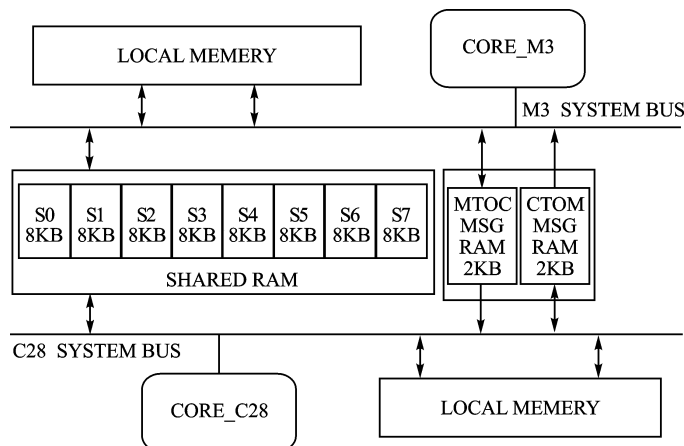 LOCAL MEMERY
CORE_M3
M3 SYSTEM BUS
S0 S1 S2 S3 S4 S5 S6 S7
8KB 8KB 8KB 8KB 8KB 8KB 8KB 8KB
SHARED RAM
MTOC
MSG
RAM
2KB
CTOM
MSG
RAM
2KB
C28 SYSTEM BUS
CORE_C28
LOCAL MEMERY